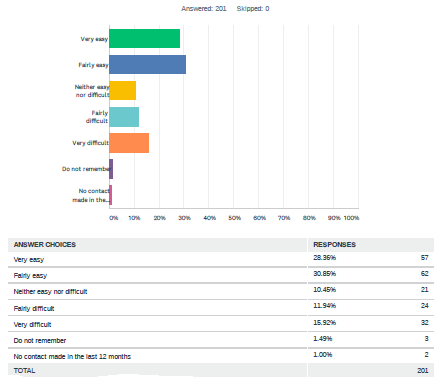 Answered: 201 Skipped: 0
Very easy
Fairly easy
Neither easy
nor difficult
Fairly
difficult
Very difficult
Do not remember
No contact
made in the...
0% 10% 20% 30% 40% 50% 60% 70% 80% 90% 100%
ANSWER CHOICES RESPONSES
Very easy 28.36% 57
Fairly easy 30.85% 62
Neither easy nor difficult 10.45% 21
Fairly difficult 11.94% 24
Very difficult 15.92% 32
Do not remember 1.49% 3
No contact made in the last 12 months 1.00% 2
TOTAL 201